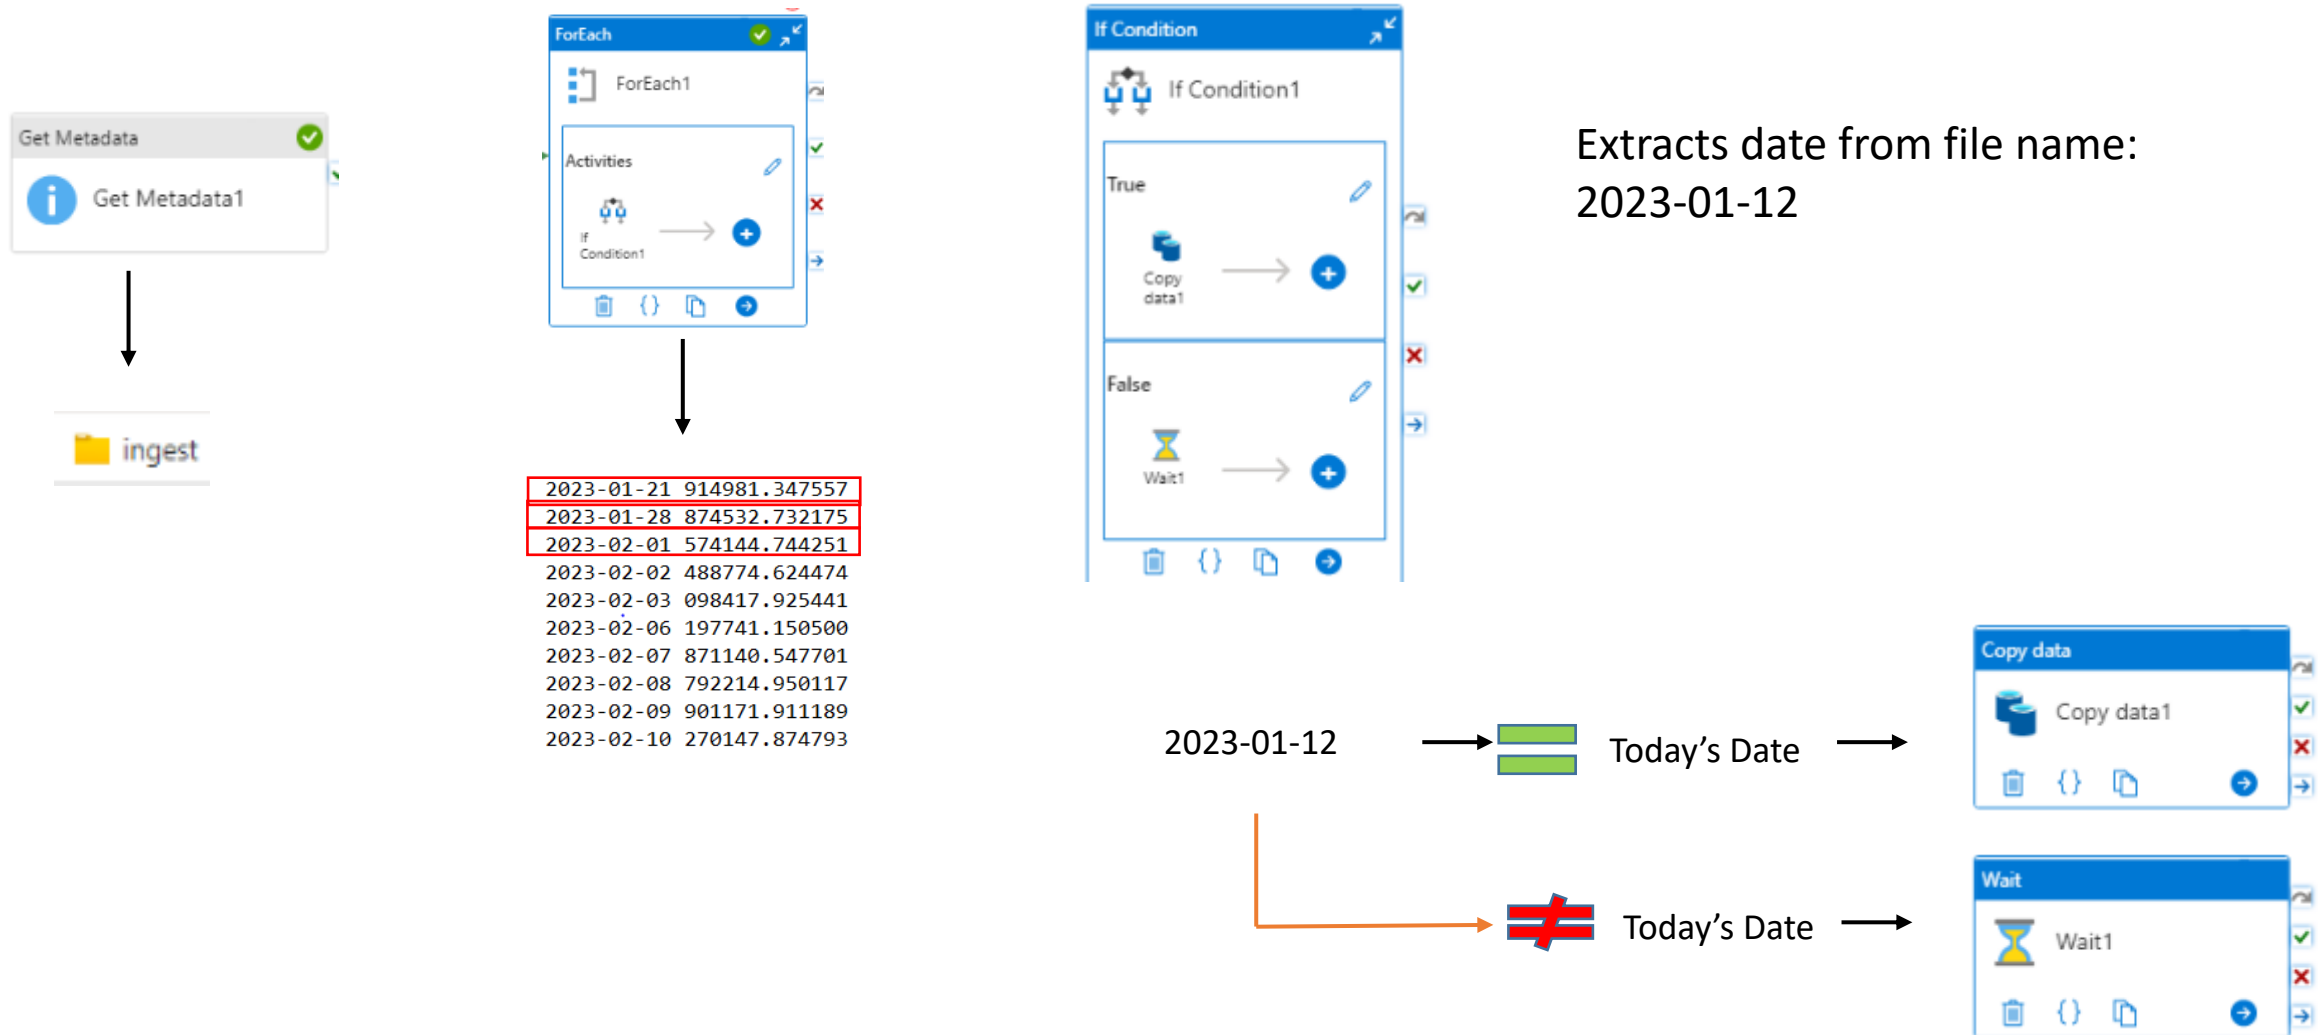 Get Metadata
Get Metadata1
ingest
ForEach
ForEach1
Activities
If
Condition1
2023-01-21 914981.347557
2023-01-28 874532.732175
2023-02-01 574144.744251
2023-02-02 488774.624474
2023-02-03 098417.925441
2023-02-06 197741.150500
2023-02-07 871140.547701
2023-02-08 792214.950117
2023-02-09 901171.911189
2023-02-10 270147.874793
If Condition
If Condition1
True
Copy
data1
False
Wait1
Extracts date from file name:
2023-01-12
2023-01-12
Today’s Date
Copy data
Copy data1
Today’s Date
Wait
Wait1